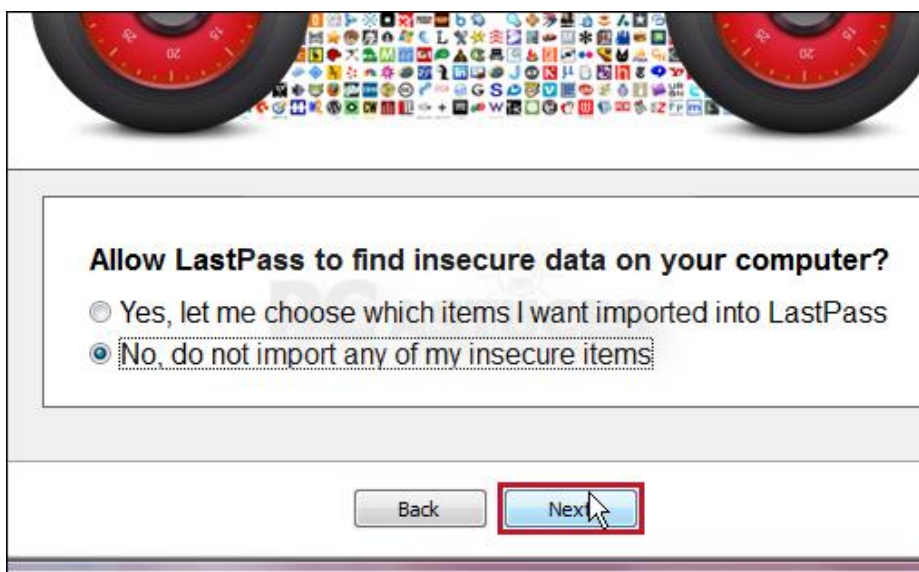 Allow LastPass to find insecure data on your computer?
Yes, let me choose which items I want imported into LastPass
No, do not import any of my insecure items
Back
Next